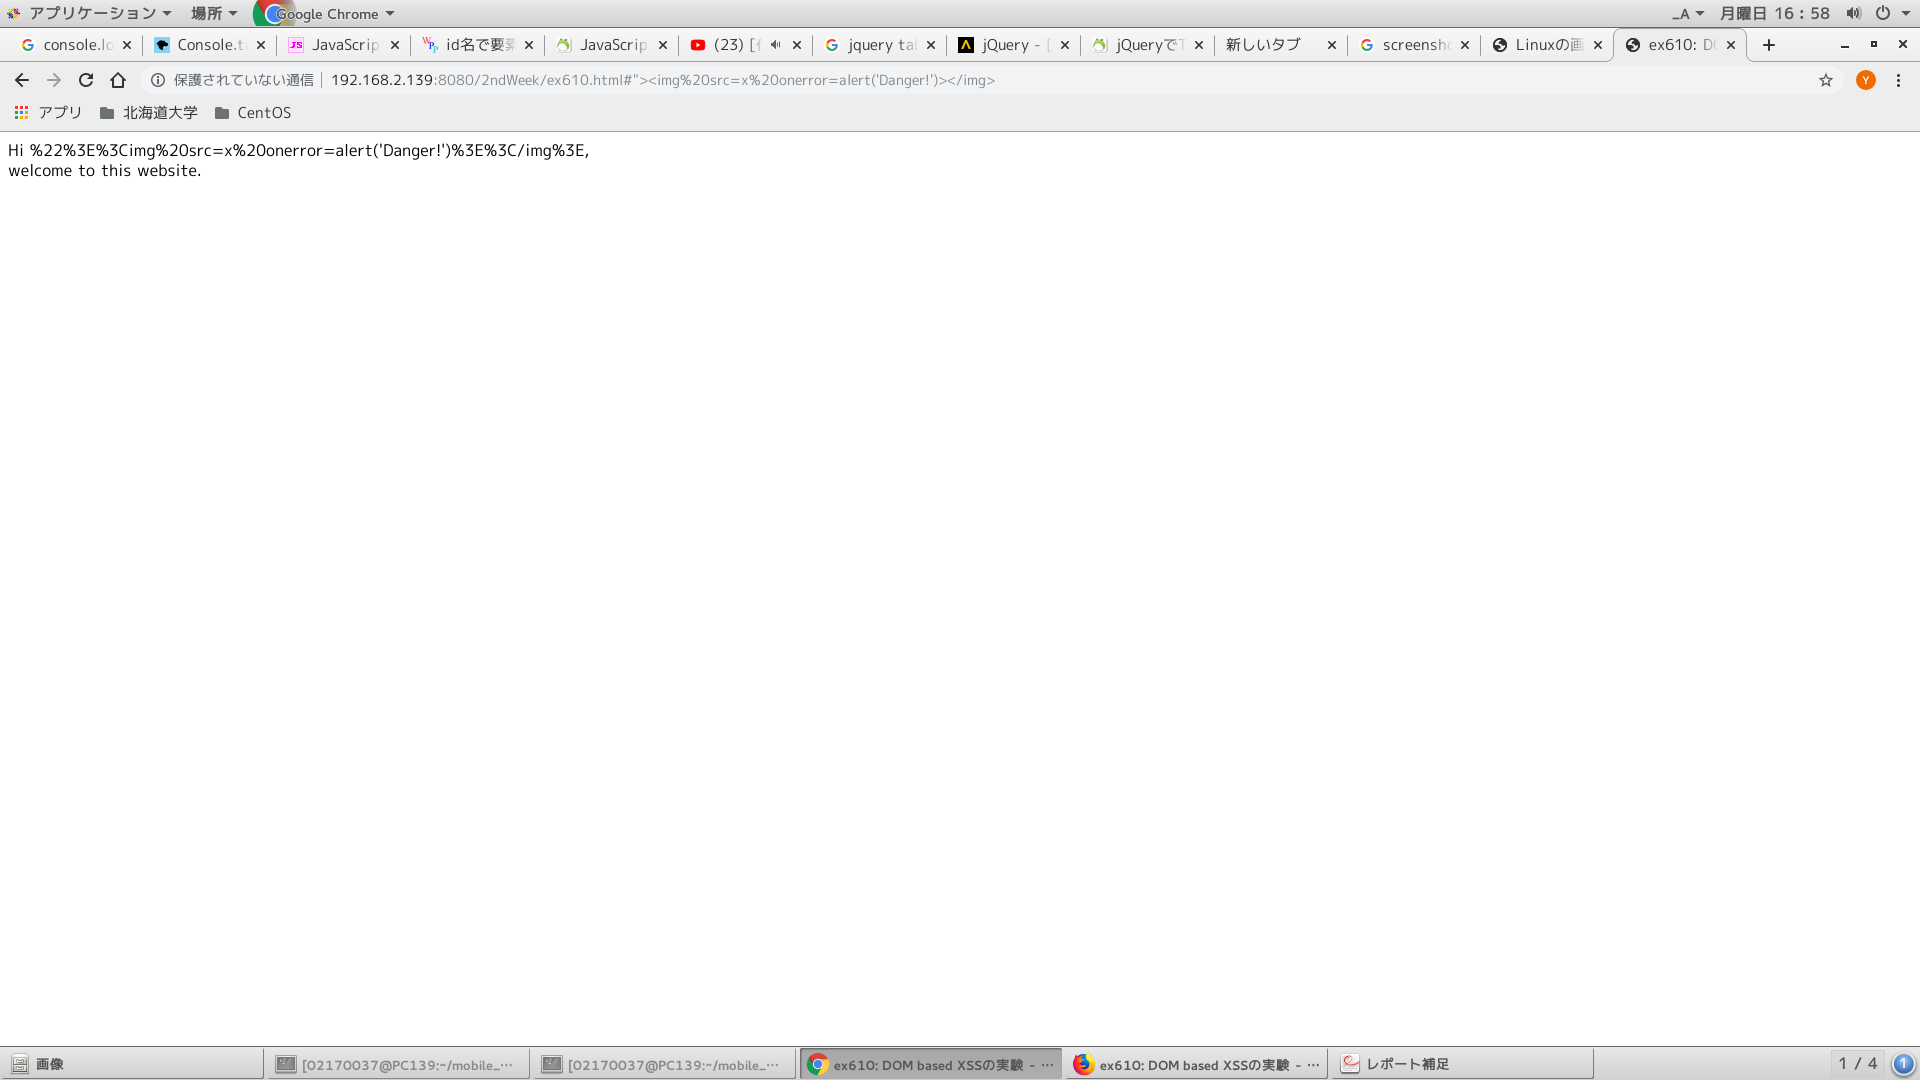 アプリケーション 場所 Google Chrome _A 月曜日 16 : 58
console.lo Console.t JavaScrip id名で要素 JavaScrip (23) [ jquery tal jQuery - [ jQueryでT 新しいタブ screensho Linuxの画 ex610: DO
保護されていない通信 192.168.2.139:8080/2ndWeek/ex610.html#"><img%20src=x%20onerror=alert('Danger!')></img> Y
アプリ 北海道大学 CentOS
Hi %22%3E%3Cimg%20src=x%20onerror=alert('Danger!')%3E%3C/img%3E,
welcome to this website.
画像 [02170037@PC139:~/mobile_… [02170037@PC139:~/mobile_… ex610: DOM based XSSの実験 - … ex610: DOM based XSSの実験 - … レポート補足 1 / 4 1